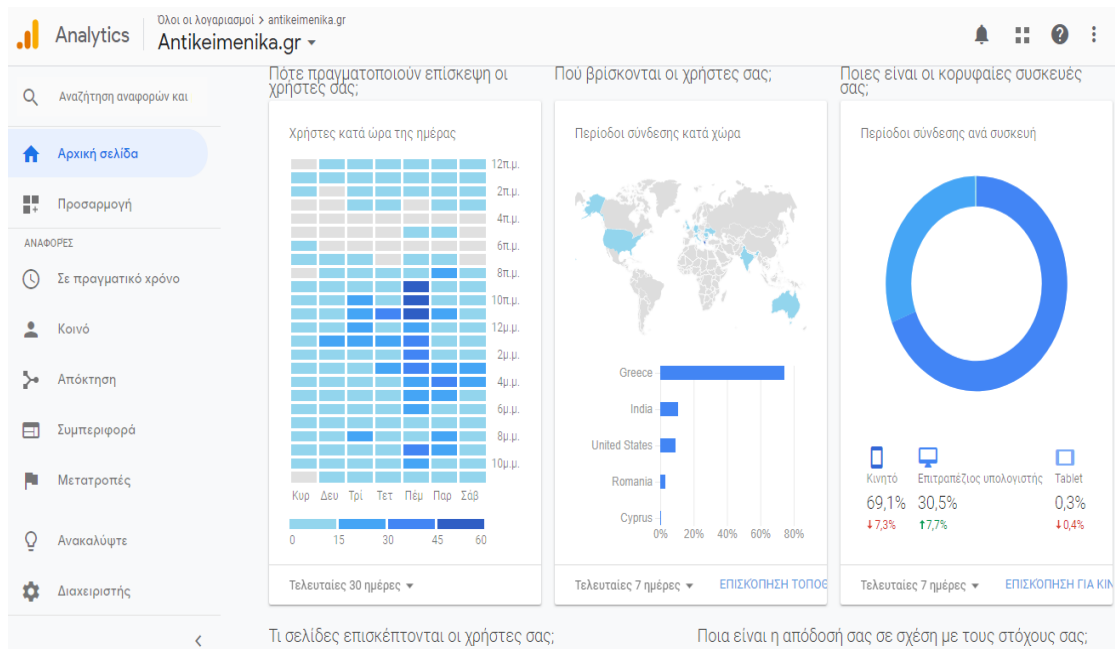 Όλοι οι λογαριασμοί > antikeimenika.gr
Analytics
Antikeimenika.gr
Αναζήτηση αναφορών και
Αρχική σελίδα
Προσαρμογή
ΑΝΑΦΟΡΕΣ
Σε πραγματικό χρόνο
Κοινό
Απόκτηση
Συμπεριφορά
Μετατροπές
Ανακαλύψτε
Διαχειριστής
Πότε πραγματοποιούν επίσκεψη οι
χρήστες σας;
Χρήστες κατά ώρα της ημέρας
12π.μ.
2π.μ.
4π.μ.
6π.μ.
8π.μ.
10π.μ.
12μ.μ.
2μ.μ.
4μ.μ.
6μ.μ.
8μ.μ.
10μ.μ.
Κυρ Δευ Τρί Τετ Πέμ Παρ Σάβ
0 15 30 45 60
Τελευταίες 30 ημέρες
Πού βρίσκονται οι χρήστες σας;
Περίοδοι σύνδεσης κατά χώρα
Greece
India
United States
Romania
Cyprus
0% 20% 40% 60% 80%
Τελευταίες 7 ημέρες ΕΠΙΣΚΟΠΗΣΗ ΤΟΠΟΘ
Ποιες είναι οι κορυφαίες συσκευές
σας;
Περίοδοι σύνδεσης ανά συσκευή
Κινητό Επιτραπέζιος υπολογιστής Tablet
69,1% 30,5% 0,3%
↓7,3% ↑7,7% ↓0,4%
Τελευταίες 7 ημέρες ΕΠΙΣΚΟΠΗΣΗ ΓΙΑ ΚΙΝ
Τι σελίδες επισκέπτονται οι χρήστες σας;
Ποια είναι η απόδοσή σας σε σχέση με τους στόχους σας;